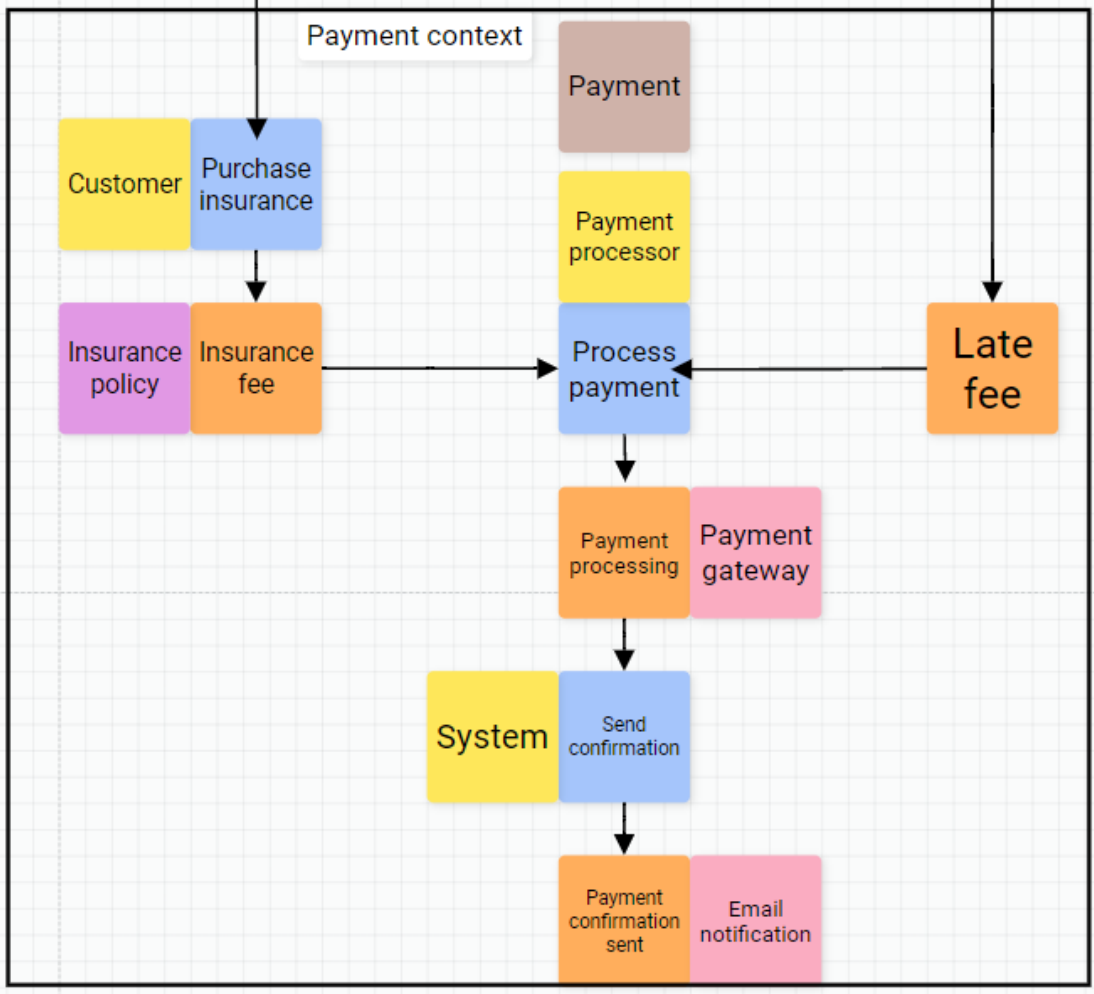 Payment context
Payment
Customer
Purchase
insurance
Payment
processor
Insurance
policy
Insurance
fee
Process
payment
Late
fee
Payment
processing
Payment
gateway
System
Send
confirmation
Payment
confirmation
sent
Email
notification